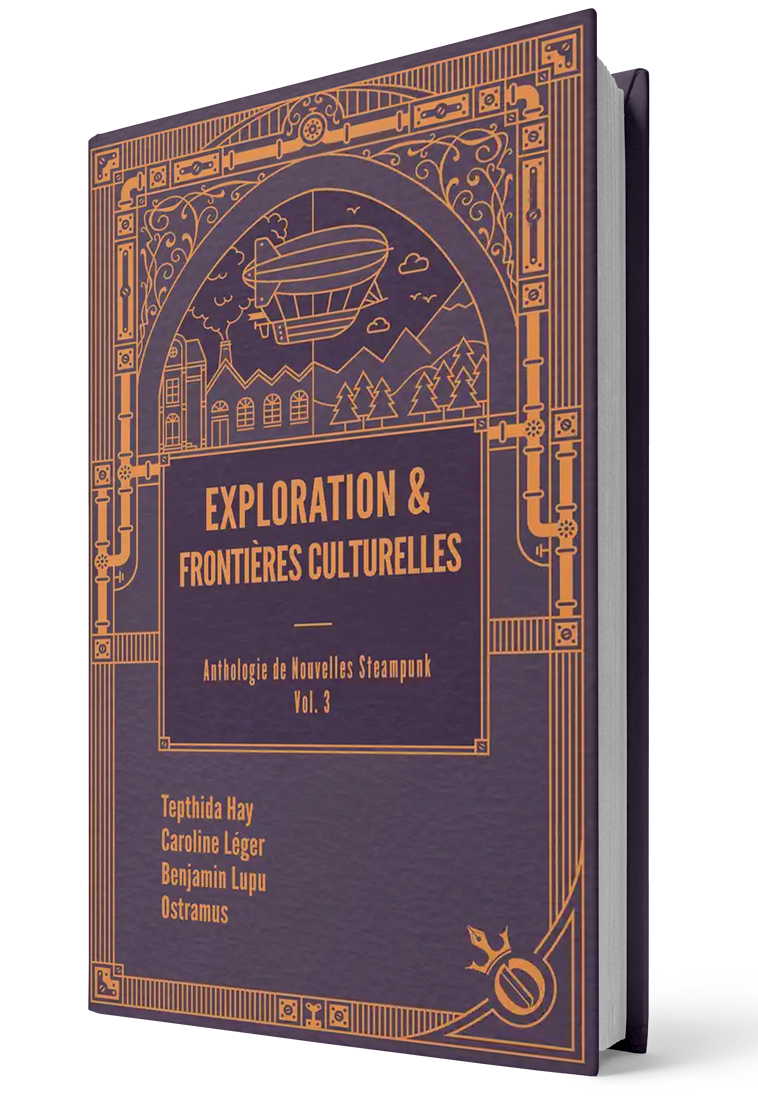 EXPLORATION &
FRONTIÈRES CULTURELLES
Anthologie de Nouvelles Steampunk
Vol. 3
Tepthida Hay
Caroline Léger
Benjamin Lupu
Ostramus